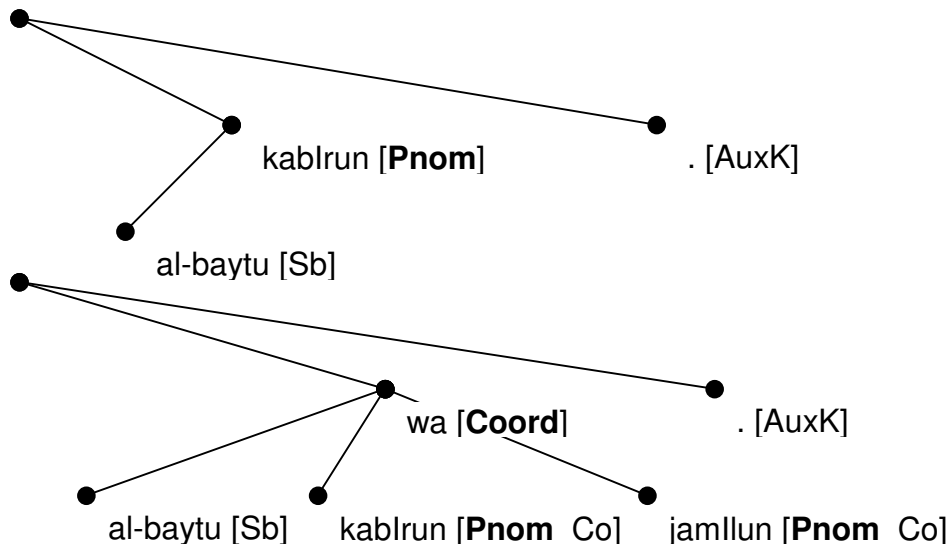 kabIrun [Pnom]
. [AuxK]
al-baytu [Sb]
wa [Coord]
. [AuxK]
al-baytu [Sb]
kabIrun [Pnom Co]
jamIlun [Pnom Co]